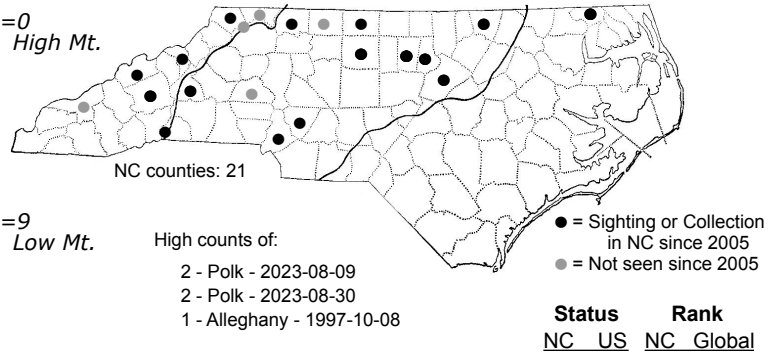 =0
High Mt.
NC counties: 21
=9
Low Mt.
High counts of:
2 - Polk - 2023-08-09
2 - Polk - 2023-08-30
1 - Alleghany - 1997-10-08
= Sighting or Collection
in NC since 2005
= Not seen since 2005
Status Rank
NC US NC Global